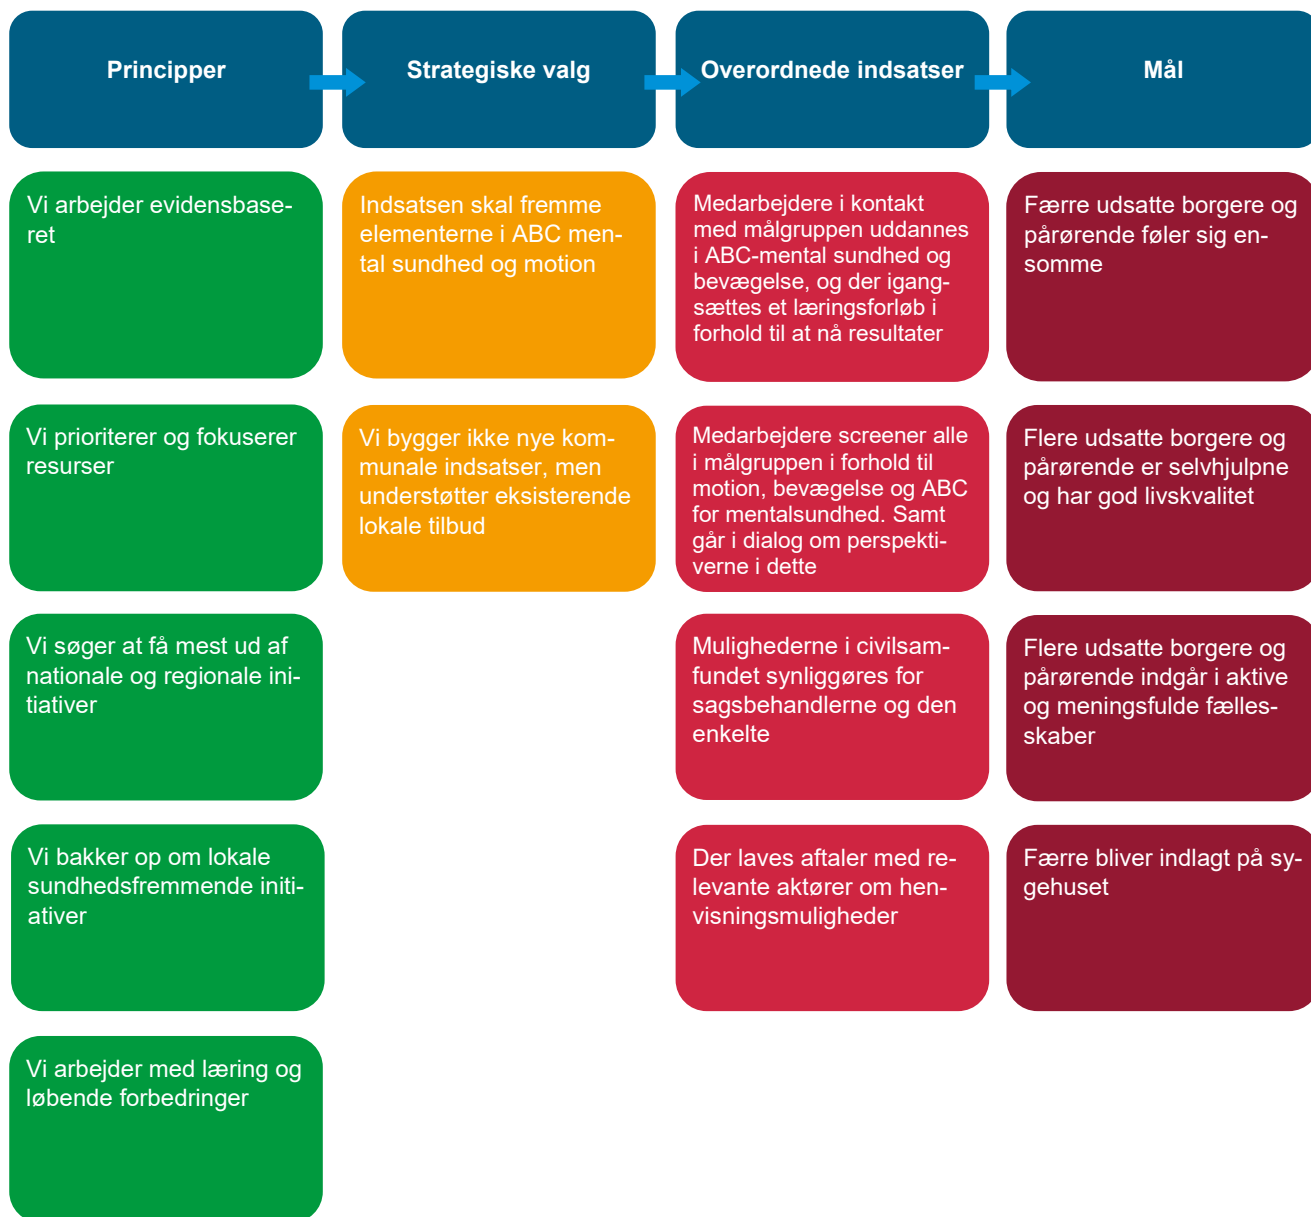 Principper
Strategiske valg
Overordnede indsatser
Mål
Vi arbejder evidensbase-
ret
Vi prioriterer og fokuserer
resurser
Vi søger at få mest ud af
nationale og regionale ini-
tiativer
Vi bakker op om lokale
sundhedsfremmende initi-
ativer
Vi arbejder med læring og
løbende forbedringer
Indsatsen skal fremme
elementerne i ABC men-
tal sundhed og motion
Vi bygger ikke nye kom-
munale indsatser, men
understøtter eksisterende
lokale tilbud
Medarbejdere i kontakt
med målgruppen uddannes
i ABC-mental sundhed og
bevægelse, og der igang-
sættes et læringsforløb i
forhold til at nå resultater
Medarbejdere screener alle
i målgruppen i forhold til
motion, bevægelse og ABC
for mentalsundhed. Samt
går i dialog om perspekti-
verne i dette
Mulighederne i civilsam-
fundet synliggøres for
sagsbehandlerne og den
enkelte
Der laves aftaler med re-
levante aktører om hen-
visningsmuligheder
Færre udsatte borgere og
pårørende føler sig en-
somme
Flere udsatte borgere og
pårørende er selvhjulpne
og har god livskvalitet
Flere udsatte borgere og
pårørende indgår i aktive
og meningsfulde fælles-
skaber
Færre bliver indlagt på sy-
gehuset